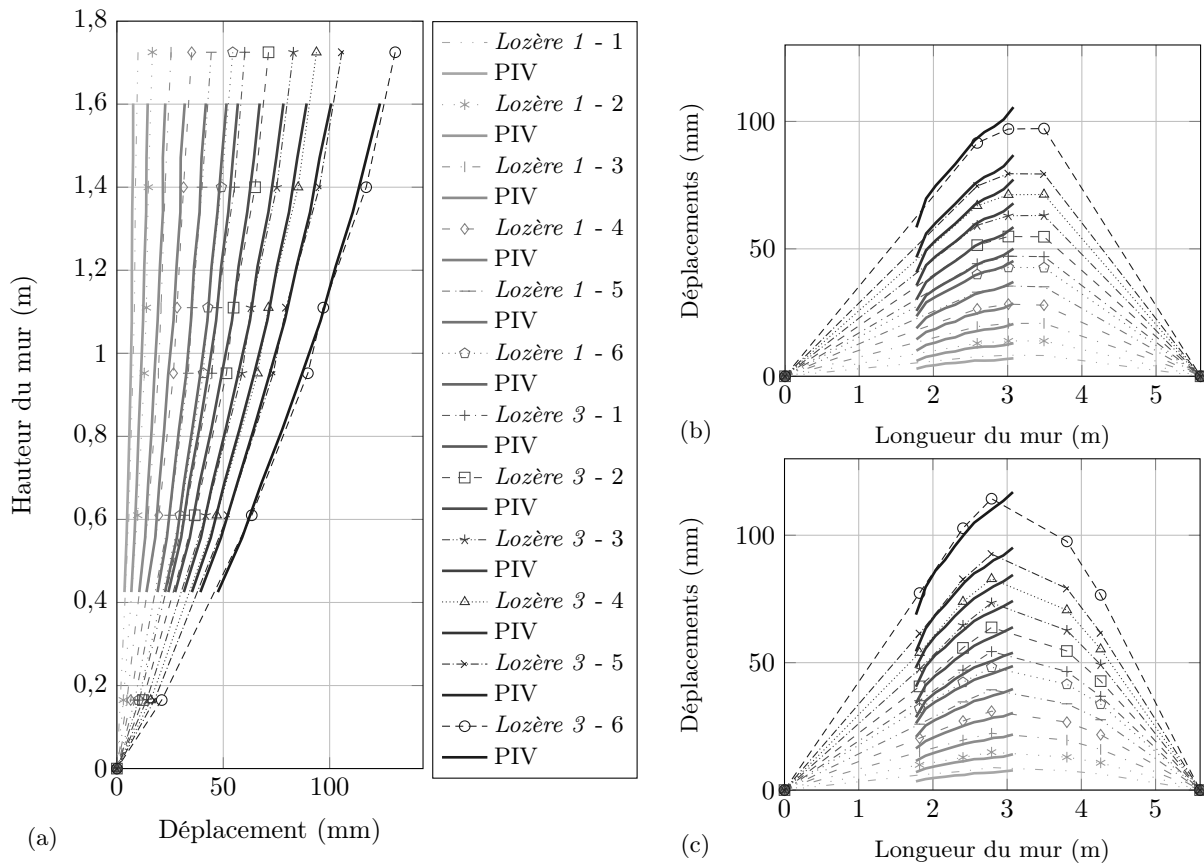 1,8
1,6
1,4
1,2
1
0,8
0,6
0,4
0,2
0
0 50 100
Hauteur du mur (m)
Déplacement (mm)
(a)
Lozère 1 - 1
PIV
Lozère 1 - 2
PIV
Lozère 1 - 3
PIV
Lozère 1 - 4
PIV
Lozère 1 - 5
PIV
Lozère 1 - 6
PIV
Lozère 3 - 1
PIV
Lozère 3 - 2
PIV
Lozère 3 - 3
PIV
Lozère 3 - 4
PIV
Lozère 3 - 5
PIV
Lozère 3 - 6
PIV
100
50
0
0 1 2 3 4 5
Déplacements (mm)
Longueur du mur (m)
(b)
100
50
0
0 1 2 3 4 5
Déplacements (mm)
Longueur du mur (m)
(c)